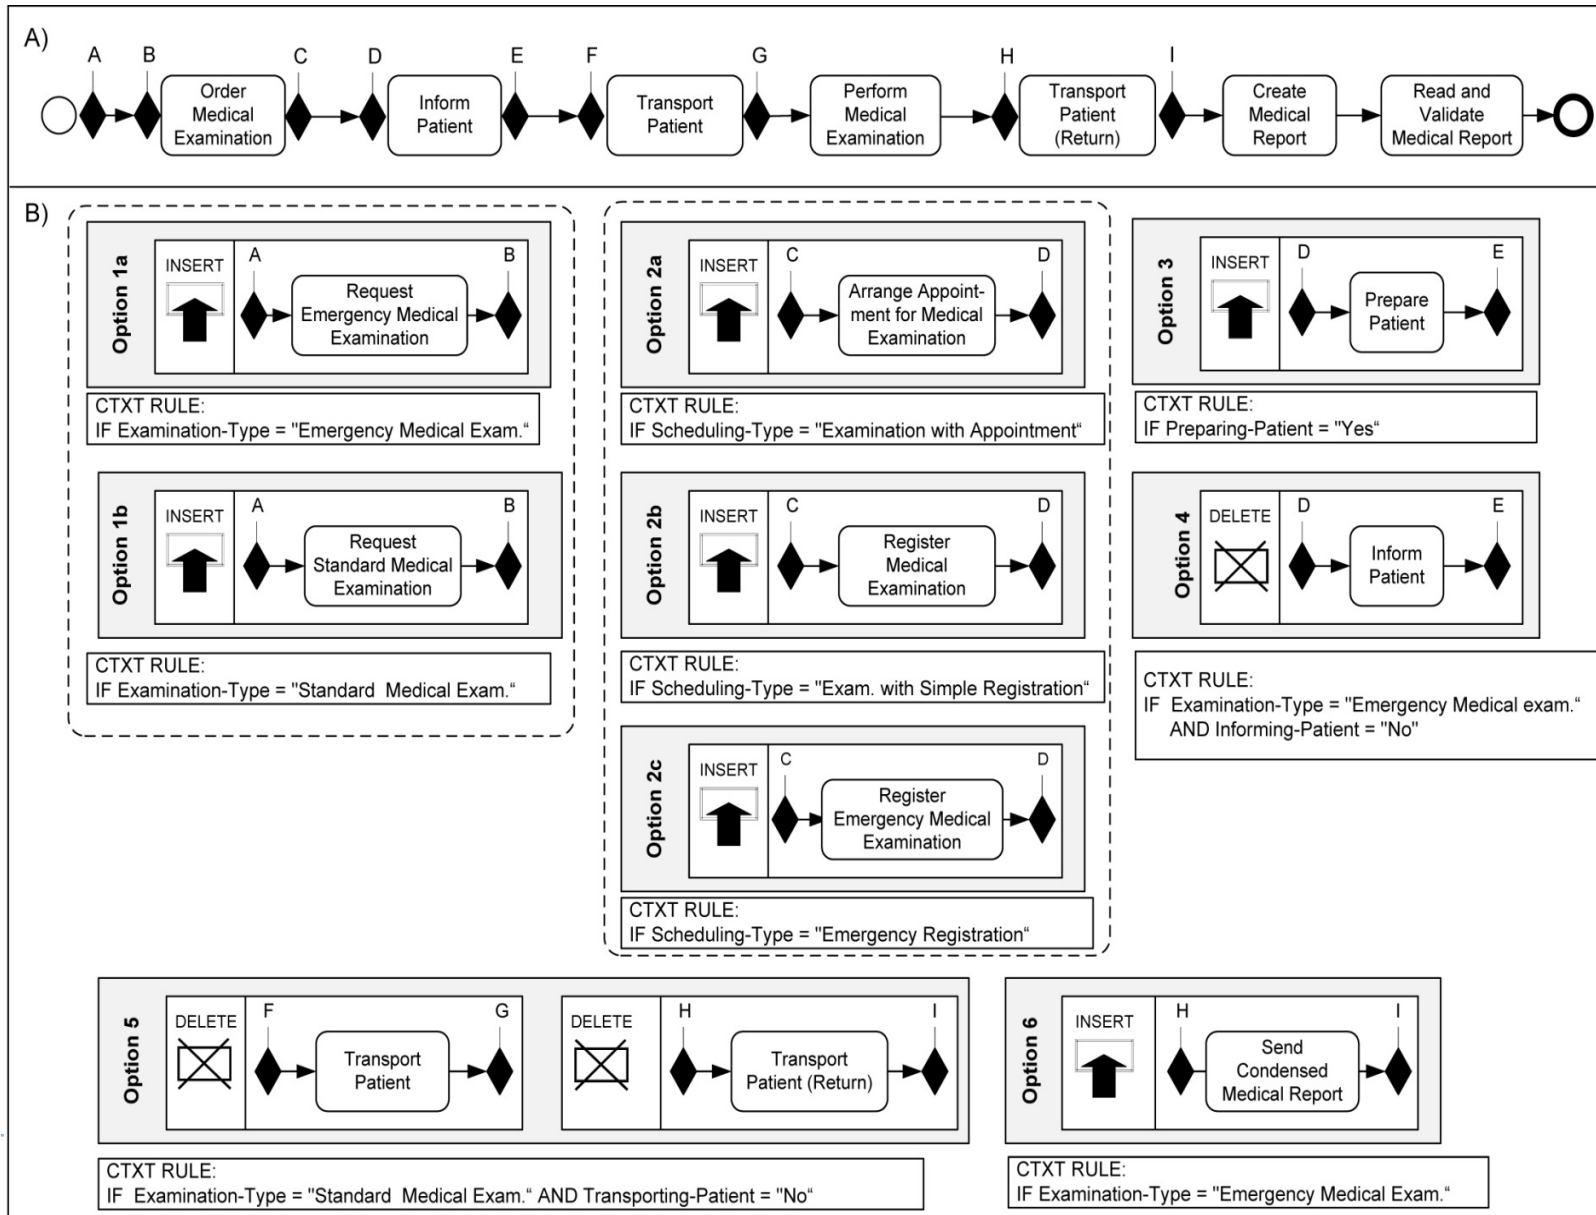 A)
A
B
C
D
E
F
G
H
I
Order
Medical
Examination
Inform
Patient
Transport
Patient
Perform
Medical
Examination
Transport
Patient
(Return)
Create
Medical
Report
Read and
Validate
Medical Report
B)
Option 1a
INSERT
A
B
Request
Emergency Medical
Examination
CTXT RULE:
IF Examination-Type = "Emergency Medical Exam.“
Option 1b
INSERT
A
B
Request
Standard Medical
Examination
CTXT RULE:
IF Examination-Type = "Standard  Medical Exam.“
Option 2a
INSERT
C
D
Arrange Appoint-
ment for Medical
Examination
CTXT RULE:
IF Scheduling-Type = "Examination with Appointment“
Option 2b
INSERT
C
D
Register
Medical
Examination
CTXT RULE:
IF Scheduling-Type = "Exam. with Simple Registration“
Option 2c
INSERT
C
D
Register
Emergency Medical
Examination
CTXT RULE:
IF Scheduling-Type = "Emergency Registration“
Option 3
INSERT
D
E
Prepare
Patient
CTXT RULE:
IF Preparing-Patient = "Yes“
Option 4
DELETE
D
E
Inform
Patient
CTXT RULE:
IF  Examination-Type = "Emergency Medical exam.“
AND Informing-Patient = "No"
Option 5
DELETE
F
G
Transport
Patient
DELETE
H
I
Transport
Patient (Return)
CTXT RULE:
IF  Examination-Type = "Standard  Medical Exam.“ AND Transporting-Patient = "No“
Option 6
INSERT
H
I
Send
Condensed
Medical Report
CTXT RULE:
IF Examination-Type = "Emergency Medical Exam.“